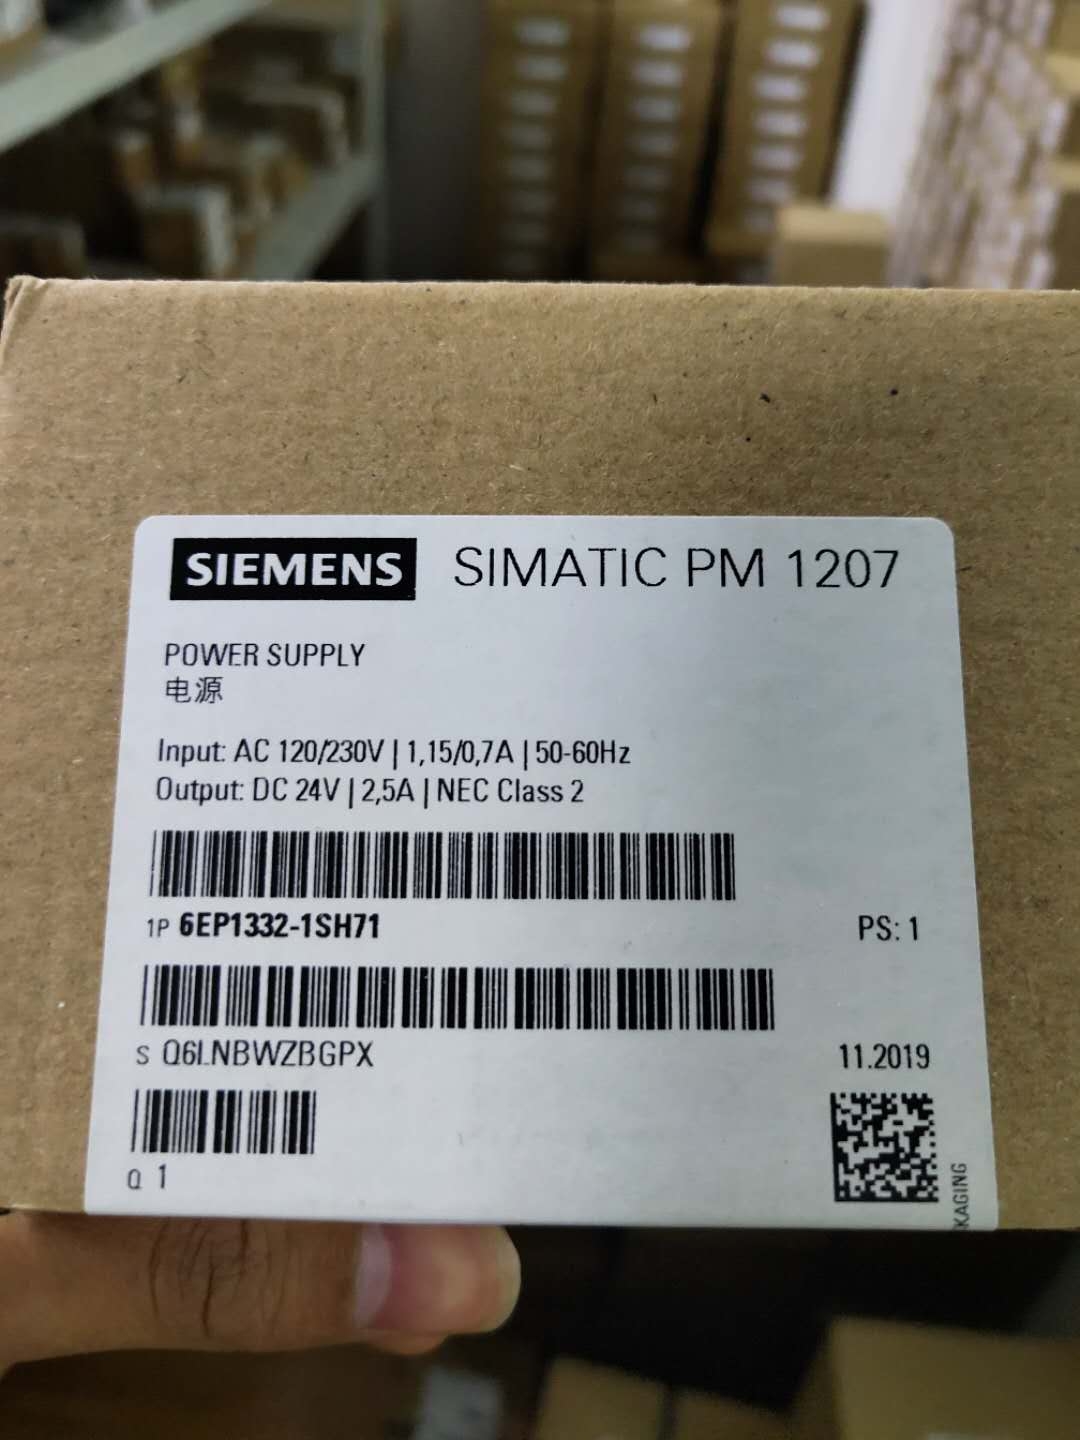 SIEMENS SIMATIC PM 1207
POWER SUPPLY
电源
Input: AC 120/230V | 1,15/0,7A | 50-60Hz
Output: DC 24V | 2,5A | NEC Class 2
1P 6EP1332-1SH71 PS: 1
S Q6LNBWZBGPX 11.2019
Q 1
KAGING